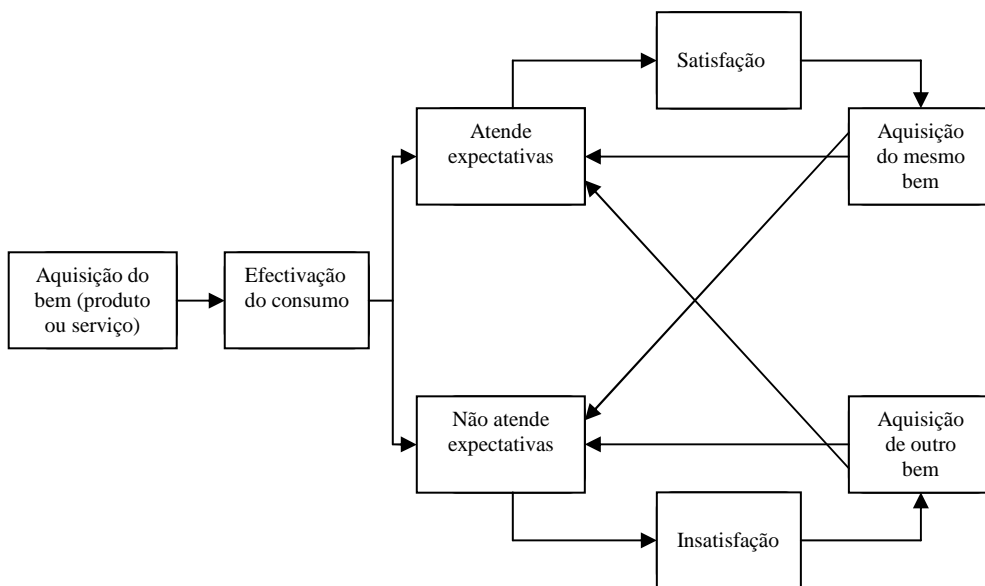 Satisfação
Atende
expectativas
Aquisição
do mesmo
bem
Aquisição do
bem (produto
ou serviço)
Efectivação
do consumo
Não atende
expectativas
Aquisição
de outro
bem
Insatisfação